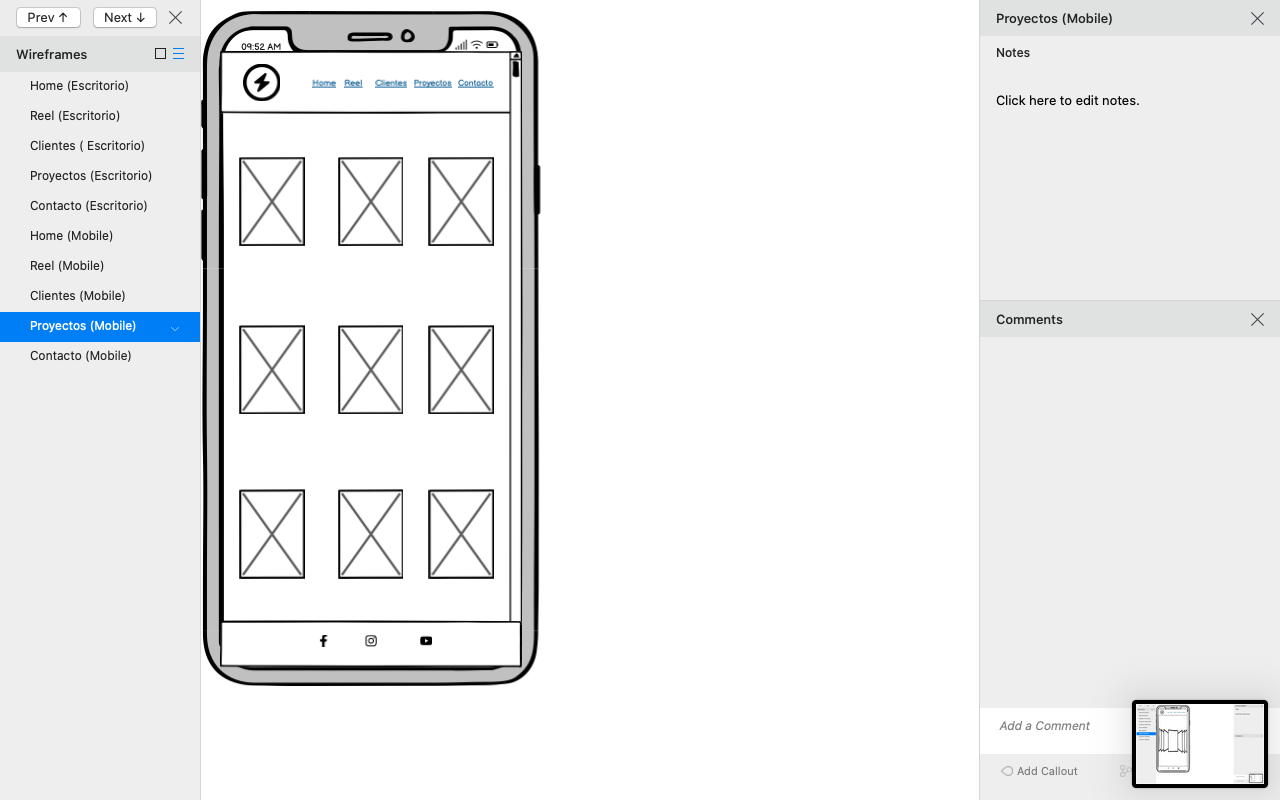 Prev ↑ Next ↓
Wireframes
Home (Escritorio)
Reel (Escritorio)
Clientes ( Escritorio)
Proyectos (Escritorio)
Contacto (Escritorio)
Home (Mobile)
Reel (Mobile)
Clientes (Mobile)
Proyectos (Mobile)
Contacto (Mobile)
09:52 AM
Home Reel Clientes Proyectos Contacto
Proyectos (Mobile)
Notes
Click here to edit notes.
Comments
Add a Comment
Add Callout